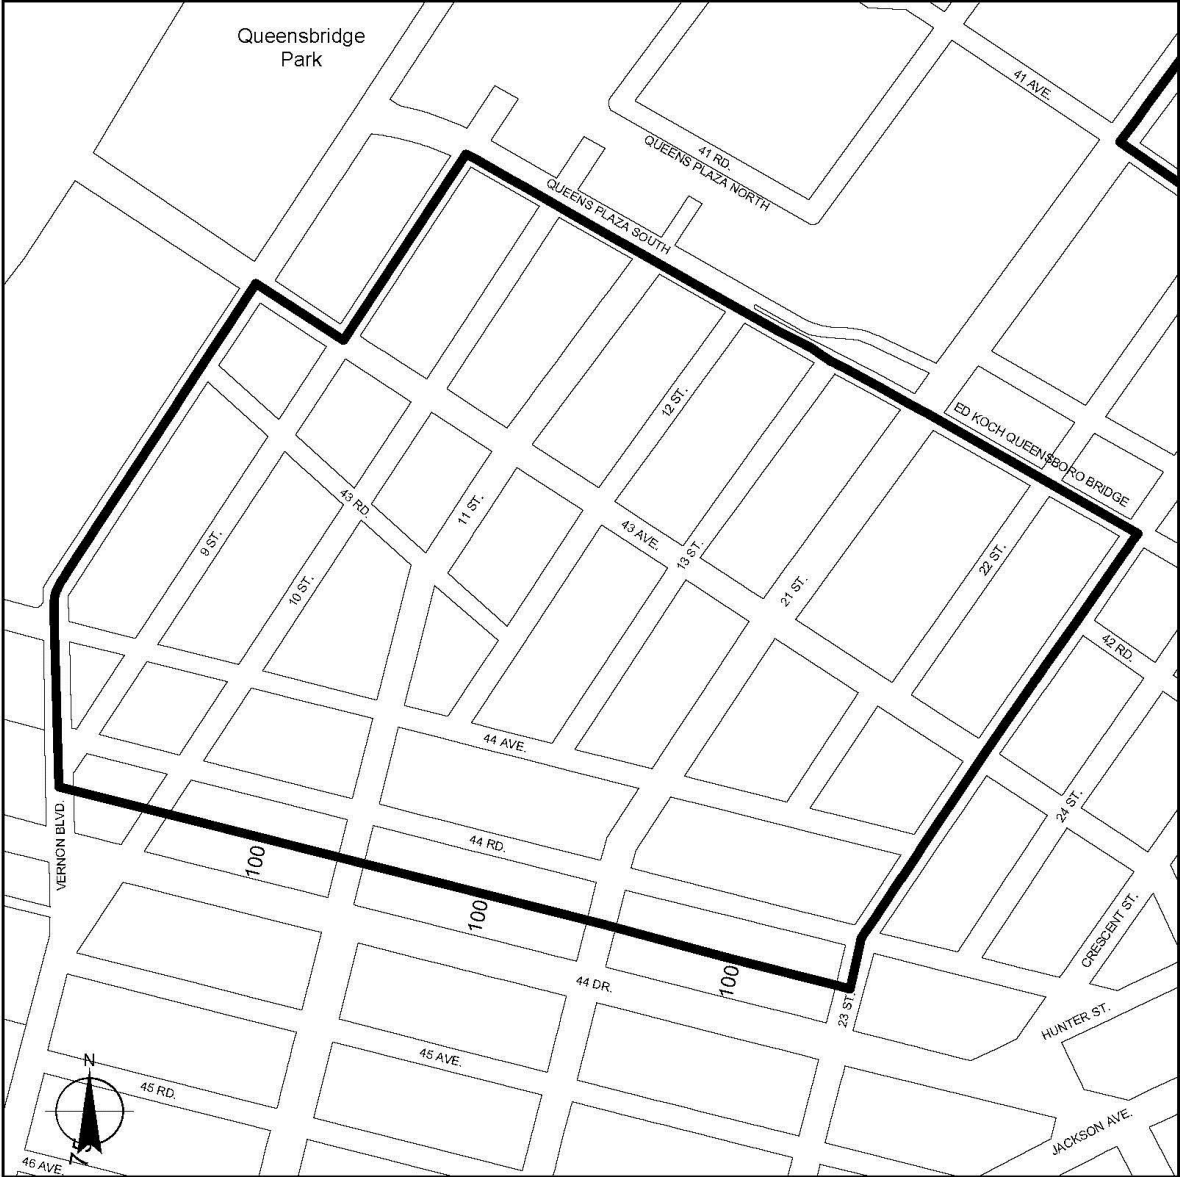 Queensbridge
Park
41 AVE.
41 RD.
QUEENS PLAZA NORTH
QUEENS PLAZA SOUTH
ED KOCH QUEENSBORO BRIDGE
12 ST.
43 RD.
11 ST.
43 AVE.
13 ST.
9 ST.
10 ST.
21 ST.
22 ST.
42 RD.
44 AVE.
24 ST.
VERNON BLVD.
44 RD.
100
100
100
CRESCENT ST.
44 DR.
23 ST.
HUNTER ST.
45 AVE.
N
45 RD.
JACKSON AVE.
46 AVE.